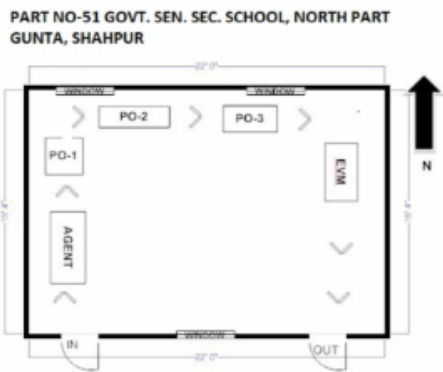 PART NO-51 GOVT. SEN. SEC. SCHOOL, NORTH PART
GUNTA, SHAHPUR
22' 0"
WINDOW WINDOW
PO-2 PO-3
PO-1
EVM
N
AGENT
WINDOW
IN OUT
22' 0"